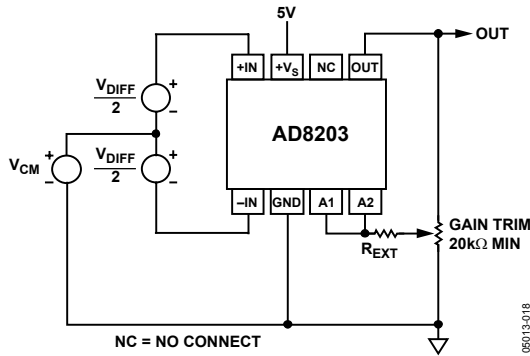 5V
OUT
+IN
+VS
NC
OUT
VDIFF
2
+
–
AD8203
VCM
+
–
VDIFF
2
+
–
–IN
GND
A1
A2
GAIN TRIM
20kΩ MIN
REXT
NC = NO CONNECT
05013-018